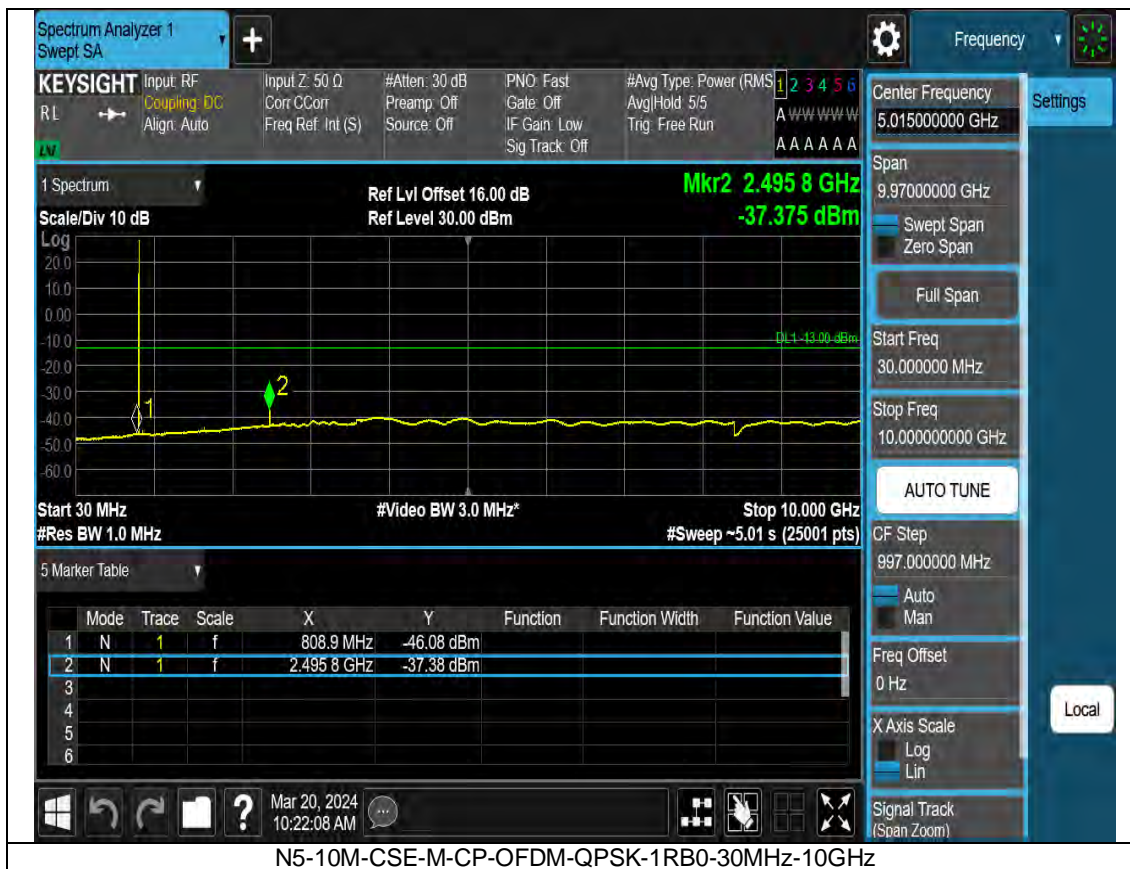 Spectrum Analyzer 1
Swept SA
+
Frequency
KEYSIGHT
RL
LNI
Input: RF
Coupling: DC
Align: Auto
Input Z: 50 Ω
Corr CCorr
Freq Ref: Int (S)
#Atten: 30 dB
Preamp: Off
Source: Off
PNO: Fast
Gate: Off
IF Gain: Low
Sig Track: Off
#Avg Type: Power (RMS
Avg|Hold: 5/5
Trig: Free Run
1 2 3 4 5 6
A W W W W W
A A A A A A
Center Frequency
5.015000000 GHz
Settings
1 Spectrum
Ref Lvl Offset 16.00 dB
Mkr2 2.495 8 GHz
Scale/Div 10 dB
Ref Level 30.00 dBm
-37.375 dBm
Span
9.97000000 GHz
Swept Span
Zero Span
Full Span
Log
20.0
10.0
0.00
-10.0
-20.0
-30.0
-40.0
-50.0
-60.0
DL1 -13.00 dBm
1
2
Start Freq
30.000000 MHz
Stop Freq
10.000000000 GHz
AUTO TUNE
Start 30 MHz
#Video BW 3.0 MHz*
Stop 10.000 GHz
#Res BW 1.0 MHz
#Sweep ~5.01 s (25001 pts)
CF Step
997.000000 MHz
Auto
Man
5 Marker Table
Mode Trace Scale X Y Function Function Width Function Value
1 N 1 f 808.9 MHz -46.08 dBm
2 N 1 f 2.495 8 GHz -37.38 dBm
3
4
5
6
Freq Offset
0 Hz
X Axis Scale
Log
Lin
Local
Signal Track
(Span Zoom)
?
Mar 20, 2024
10:22:08 AM
N5-10M-CSE-M-CP-OFDM-QPSK-1RB0-30MHz-10GHz